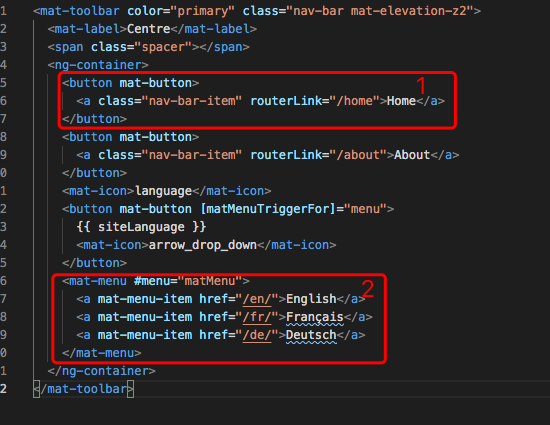 1 <mat-toolbar color="primary" class="nav-bar mat-elevation-z2">
2 <mat-label>Centre</mat-label>
3 <span class="spacer"></span>
4 <ng-container>
5 <button mat-button> 1
6 <a class="nav-bar-item" routerLink="/home">Home</a>
7 </button>
8 <button mat-button>
9 <a class="nav-bar-item" routerLink="/about">About</a>
0 </button>
1 <mat-icon>language</mat-icon>
2 <button mat-button [matMenuTriggerFor]="menu">
3 {{ siteLanguage }}
4 <mat-icon>arrow_drop_down</mat-icon>
5 </button>
6 <mat-menu #menu="matMenu"> 2
7 <a mat-menu-item href="/en/">English</a>
8 <a mat-menu-item href="/fr/">Français</a>
9 <a mat-menu-item href="/de/">Deutsch</a>
0 </mat-menu>
1 </ng-container>
2 </mat-toolbar>